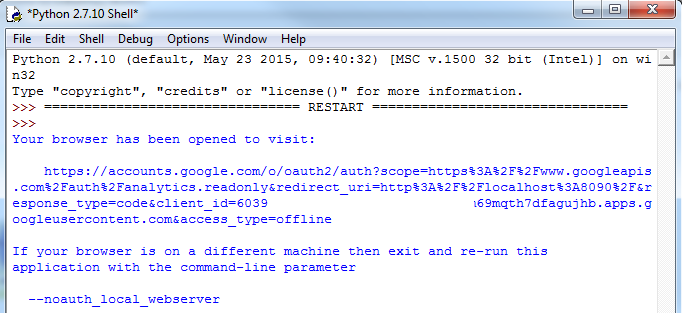 *Python 2.7.10 Shell*
File Edit Shell Debug Options Window Help
Python 2.7.10 (default, May 23 2015, 09:40:32) [MSC v.1500 32 bit (Intel)] on wi
n32
Type "copyright", "credits" or "license()" for more information.
>>> ================================ RESTART ================================
>>>
Your browser has been opened to visit:
https://accounts.google.com/o/oauth2/auth?scope=https%3A%2F%2Fwww.googleapis
.com%2Fauth%2Fanalytics.readonly&redirect_uri=http%3A%2F%2Flocalhost%3A8090%2F&r
esponse_type=code&client_id=6039 69mqth7dfagujhb.apps.g
oogleusercontent.com&access_type=offline
If your browser is on a different machine then exit and re-run this
application with the command-line parameter
--noauth_local_webserver